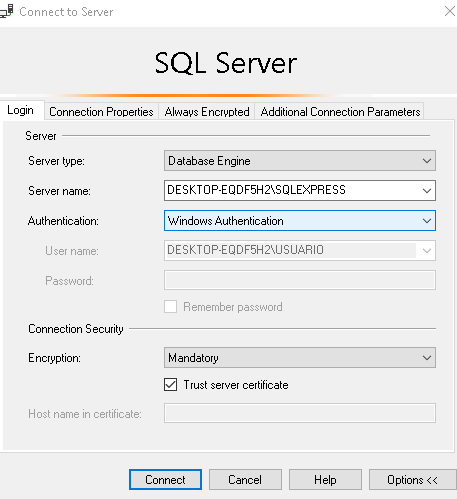 Connect to Server
SQL Server
Login Connection Properties Always Encrypted Additional Connection Parameters
Server
Server type: Database Engine
Server name: DESKTOP-EQDF5H2\SQLEXPRESS
Authentication: Windows Authentication
User name: DESKTOP-EQDF5H2\USUARIO
Password:
Remember password
Connection Security
Encryption: Mandatory
Trust server certificate
Host name in certificate:
Connect Cancel Help Options <<